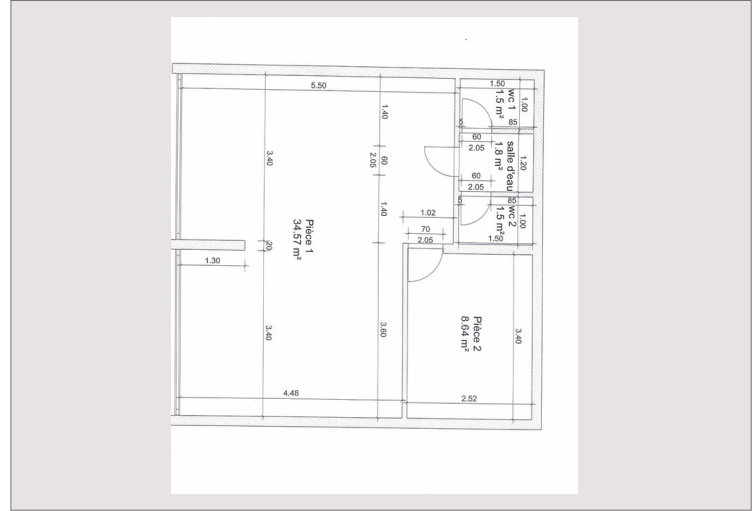 5.50
1.40
60
2.05
1.40
3.40
1.50
wc 1
1.5 m²
1.00
5
85
60
2.05
salle d'eau
1.8 m²
1.20
60
2.05
5
85
wc 2
1.5 m²
1.00
1.50
1.02
70
2.05
Pièce 1
34.57 m²
20
1.30
3.40
3.60
Pièce 2
8.64 m²
3.40
4.48
2.52